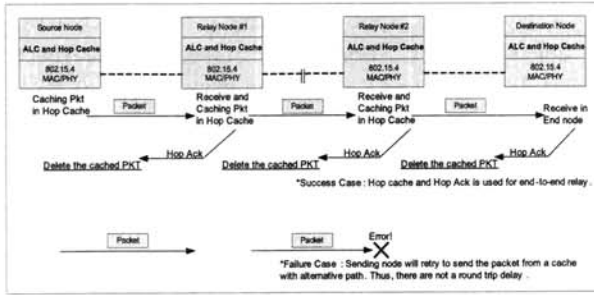 Source Node
Relay Node #1
Relay Node #2
Destination Node
ALC and Hop Cache
ALC and Hop Cache
ALC and Hop Cache
ALC and Hop Cache
802.15.4
MAC/PHY
802.15.4
MAC/PHY
802.15.4
MAC/PHY
802.15.4
MAC/PHY
Caching Pkt
in Hop Cache
Packet
Receive and
Caching Pkt
in Hop Cache
Packet
Receive and
Caching Pkt
in Hop Cache
Packet
Receive in
End node
Hop Ack
Delete the cached PKT
Hop Ack
Delete the cached PKT
Hop Ack
Delete the cached PKT
*Success Case : Hop cache and Hop Ack is used for end-to-end relay .
Packet
Packet
Error!
*Failure Case : Sending node will retry to send the packet from a cache
with alternative path. Thus, there are not a round trip delay .